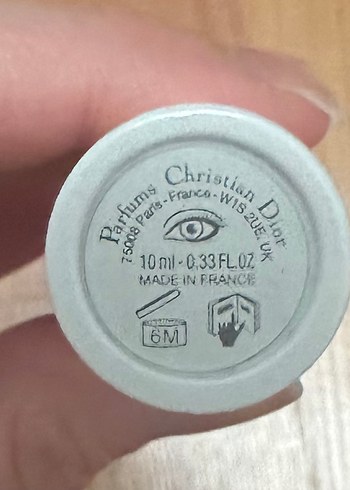 Parfums Christian Dior
75008 Paris - France - W1S 2UE, UK
10 ml - 0,33 FL.OZ
MADE IN FRANCE
6M